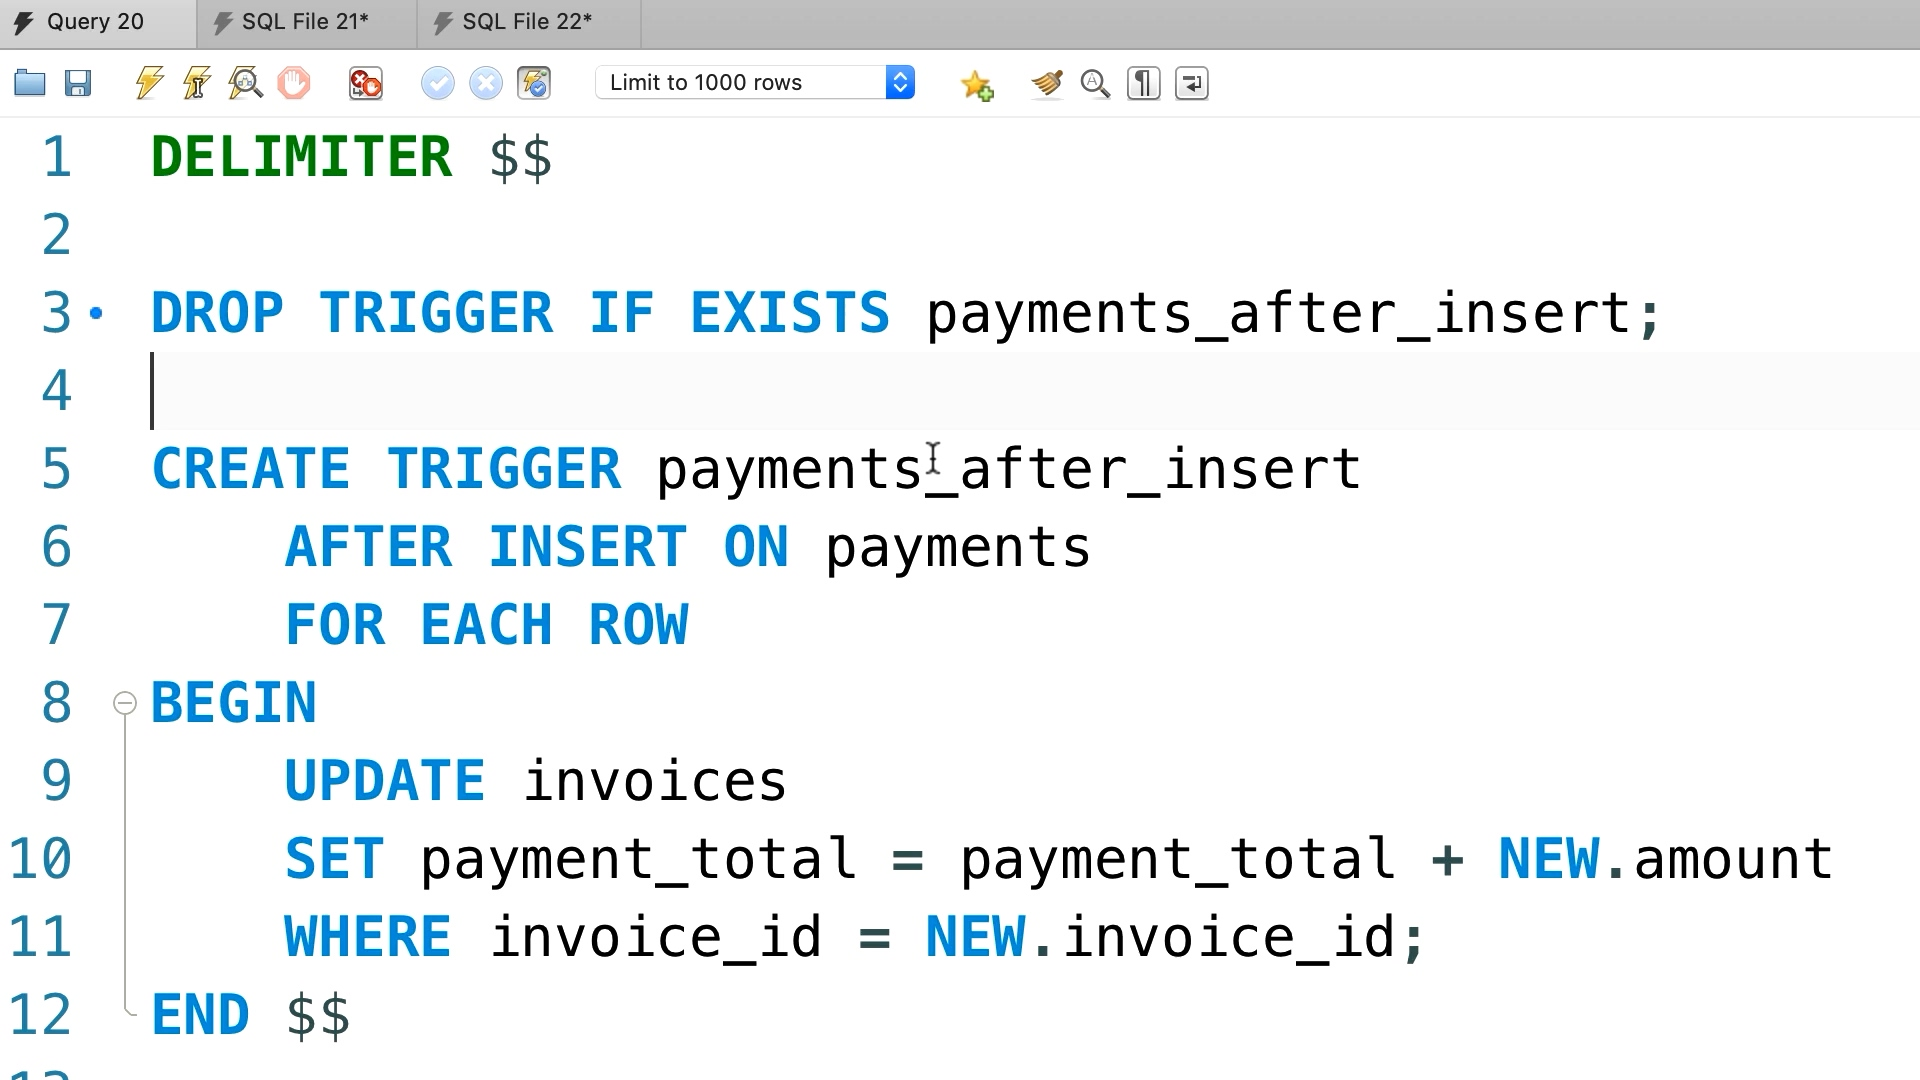 Query 20
SQL File 21*
SQL File 22*
Limit to 1000 rows
1 DELIMITER $$
2
3 DROP TRIGGER IF EXISTS payments_after_insert;
4
5 CREATE TRIGGER payments_after_insert
6 AFTER INSERT ON payments
7 FOR EACH ROW
8 BEGIN
9 UPDATE invoices
10 SET payment_total = payment_total + NEW.amount
11 WHERE invoice_id = NEW.invoice_id;
12 END $$